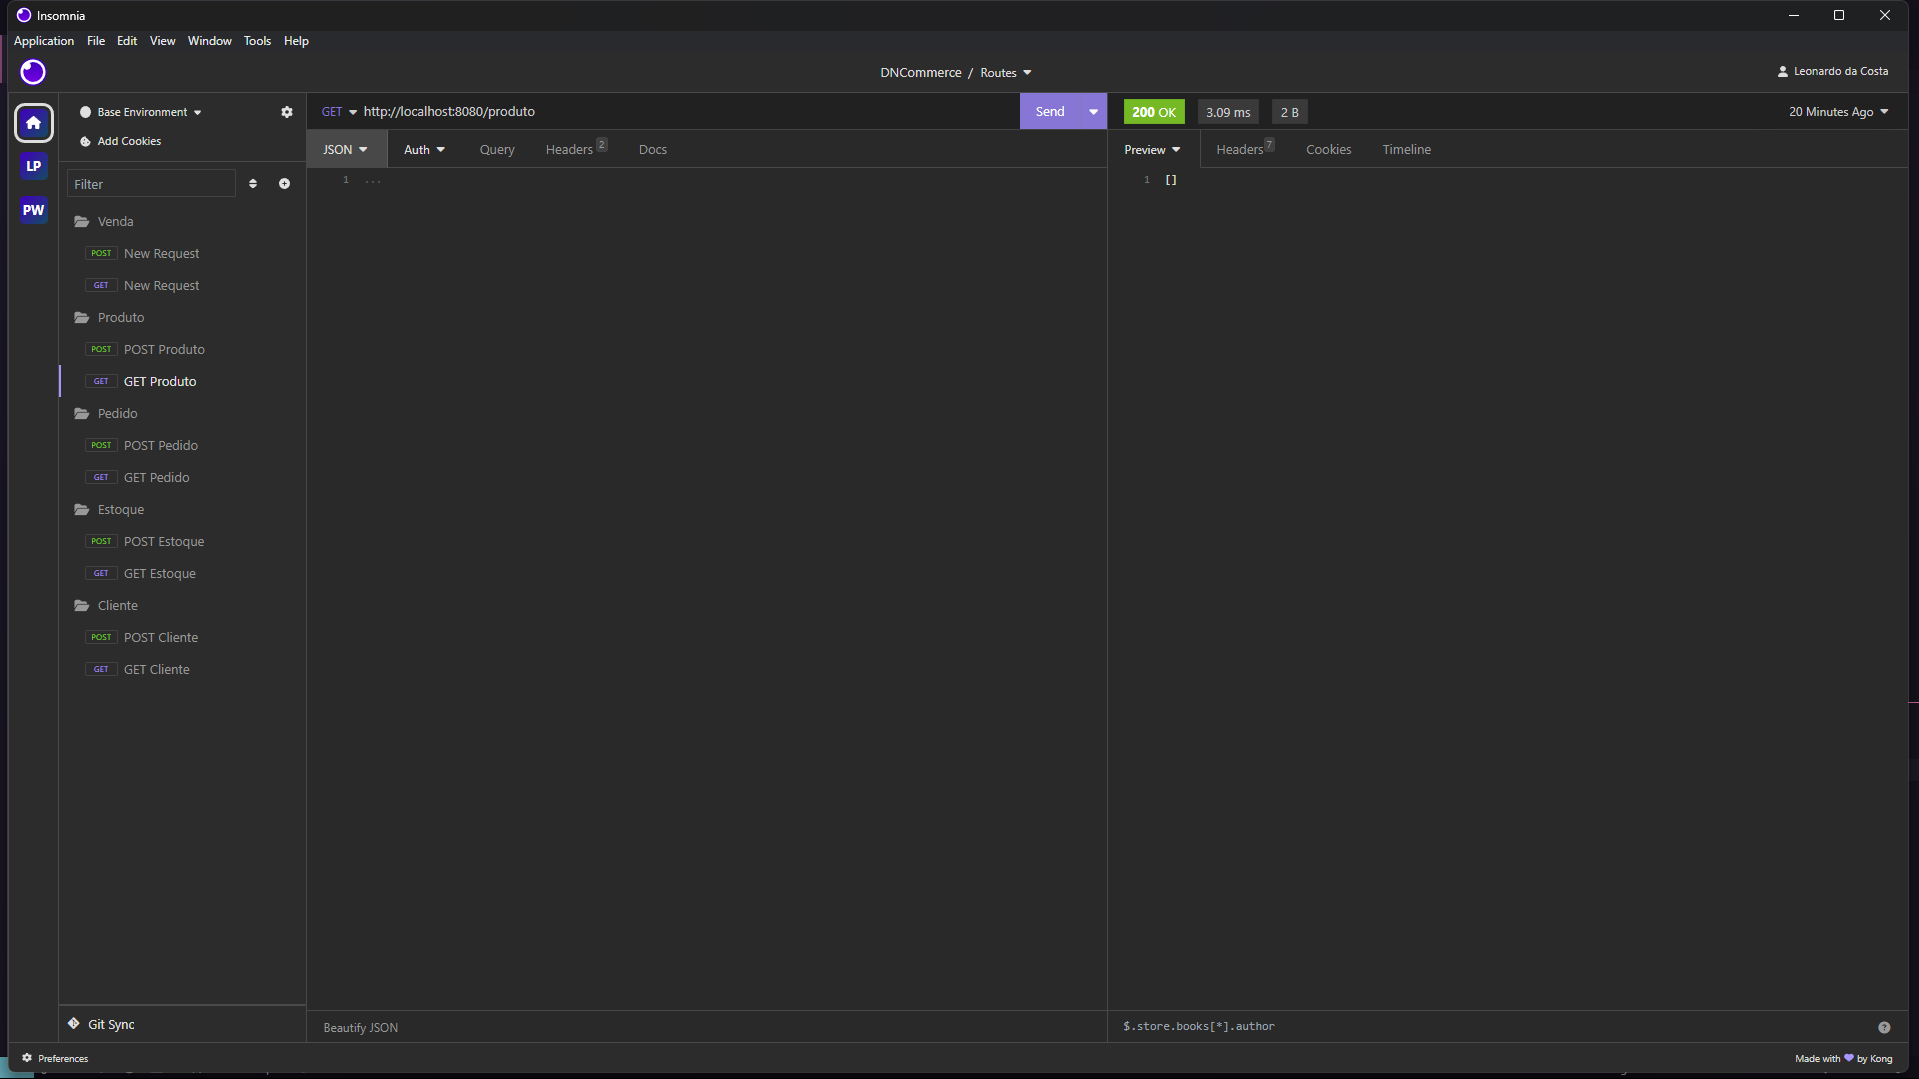 Insomnia
Application File Edit View Window Tools Help
DNCommerce / Routes
Leonardo da Costa
LP
PW
Base Environment
Add Cookies
Filter
Venda
POST New Request
GET New Request
Produto
POST POST Produto
GET GET Produto
Pedido
POST POST Pedido
GET GET Pedido
Estoque
POST POST Estoque
GET GET Estoque
Cliente
POST POST Cliente
GET GET Cliente
Git Sync
GET http://localhost:8080/produto Send
JSON Auth Query Headers 2 Docs
1 ...
Beautify JSON
200 OK 3.09 ms 2 B 20 Minutes Ago
Preview Headers 7 Cookies Timeline
1 []
$.store.books[*].author
Preferences
Made with by Kong